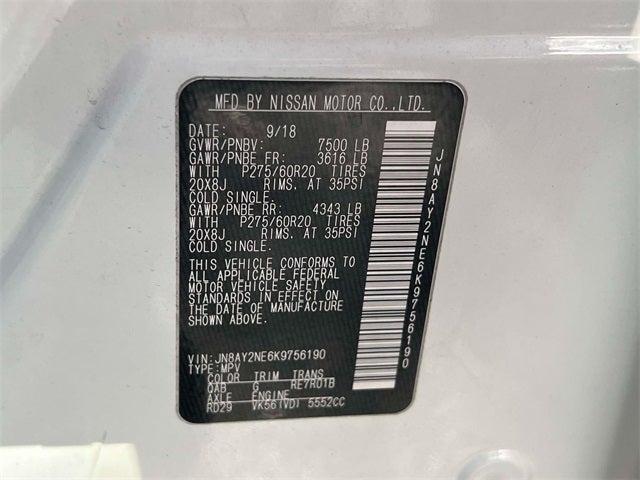 MFD BY NISSAN MOTOR CO.,LTD.
DATE: 9/18
GVWR/PNBV: 7500 LB
GAWR/PNBE FR: 3616 LB
WITH P275/60R20 TIRES
20X8J RIMS, AT 35PSI
COLD SINGLE.
GAWR/PNBE RR: 4343 LB
WITH P275/60R20 TIRES
20X8J RIMS, AT 35PSI
COLD SINGLE.
THIS VEHICLE CONFORMS TO
ALL APPLICABLE FEDERAL
MOTOR VEHICLE SAFETY
STANDARDS IN EFFECT ON
THE DATE OF MANUFACTURE
SHOWN ABOVE.
VIN: JN8AY2NE6K9756190
TYPE: MPV
COLOR TRIM TRANS
QAB G RE7R01B
AXLE ENGINE
RD29 VK56(VD) 5552CC
JN8AY2NE6K9756190